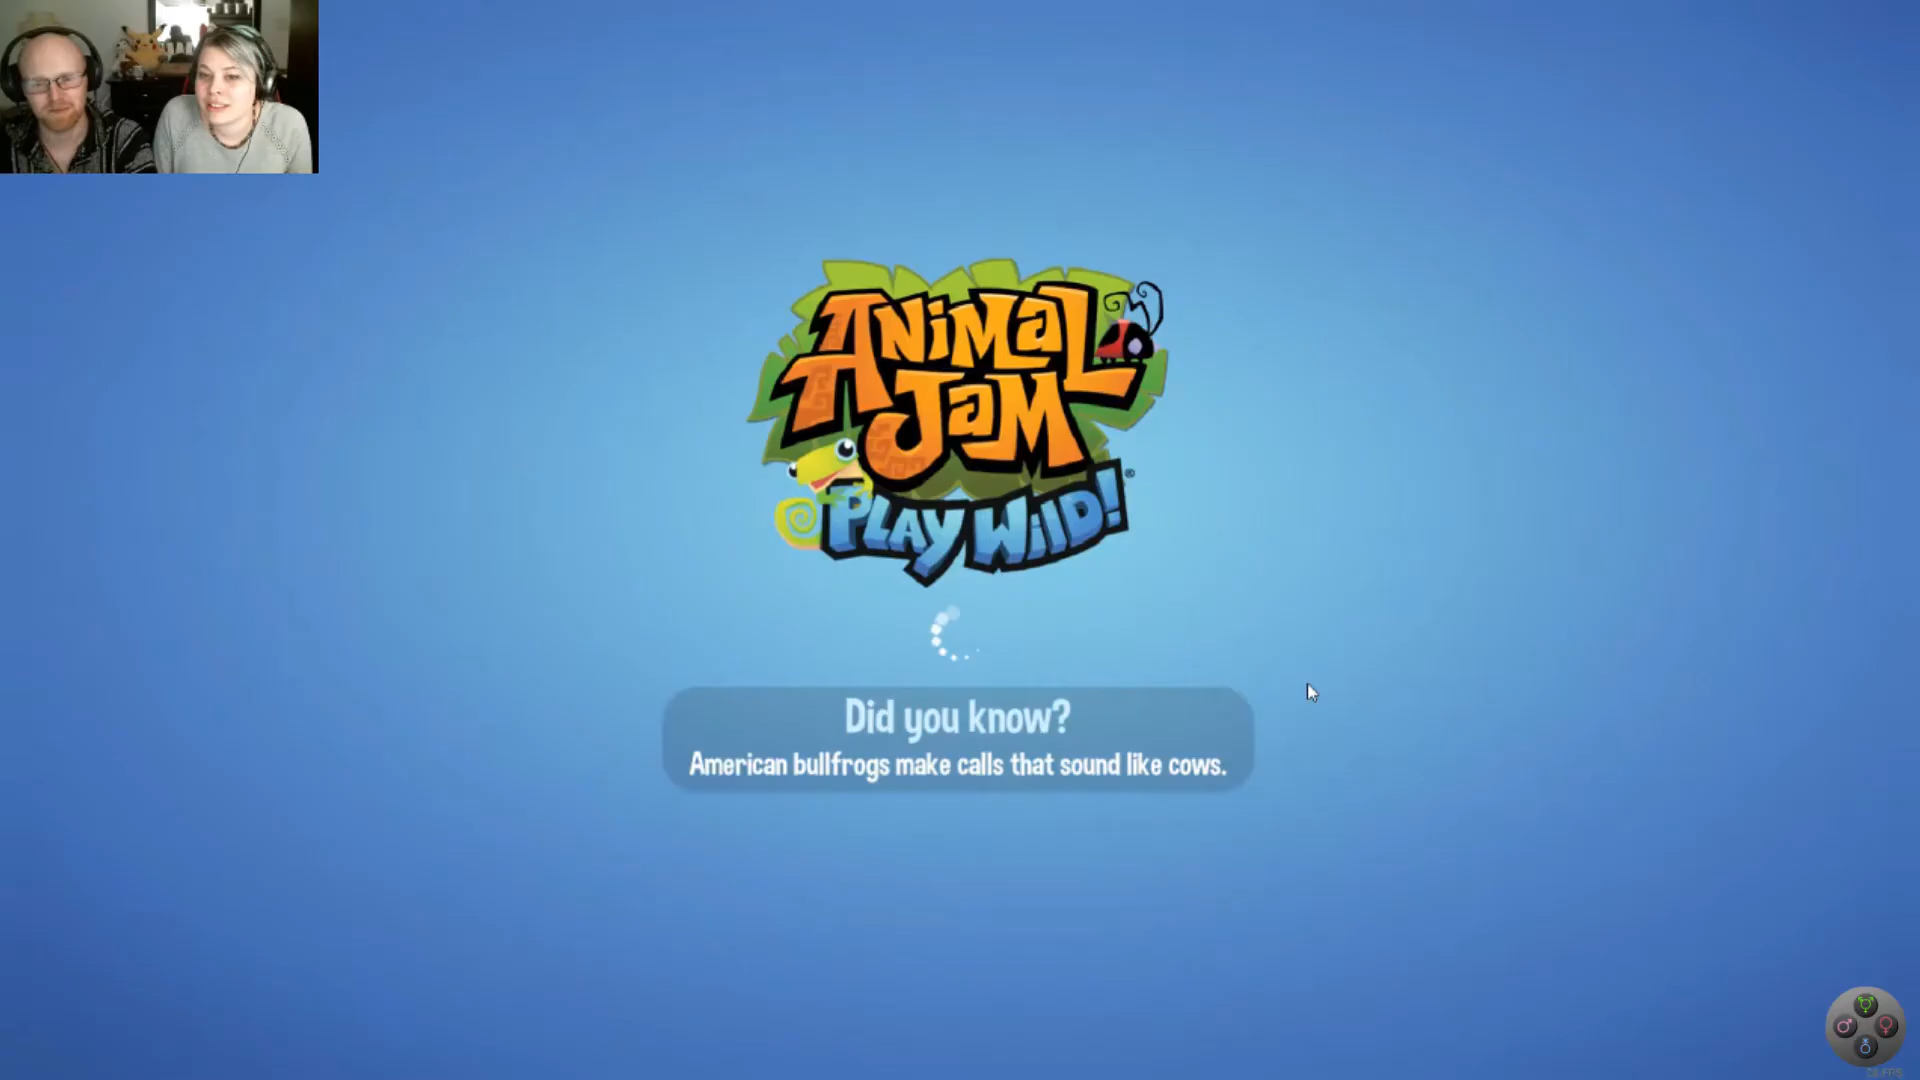 ANIMAL
JAM
PLAY WILD!
®
Did you know?
American bullfrogs make calls that sound like cows.